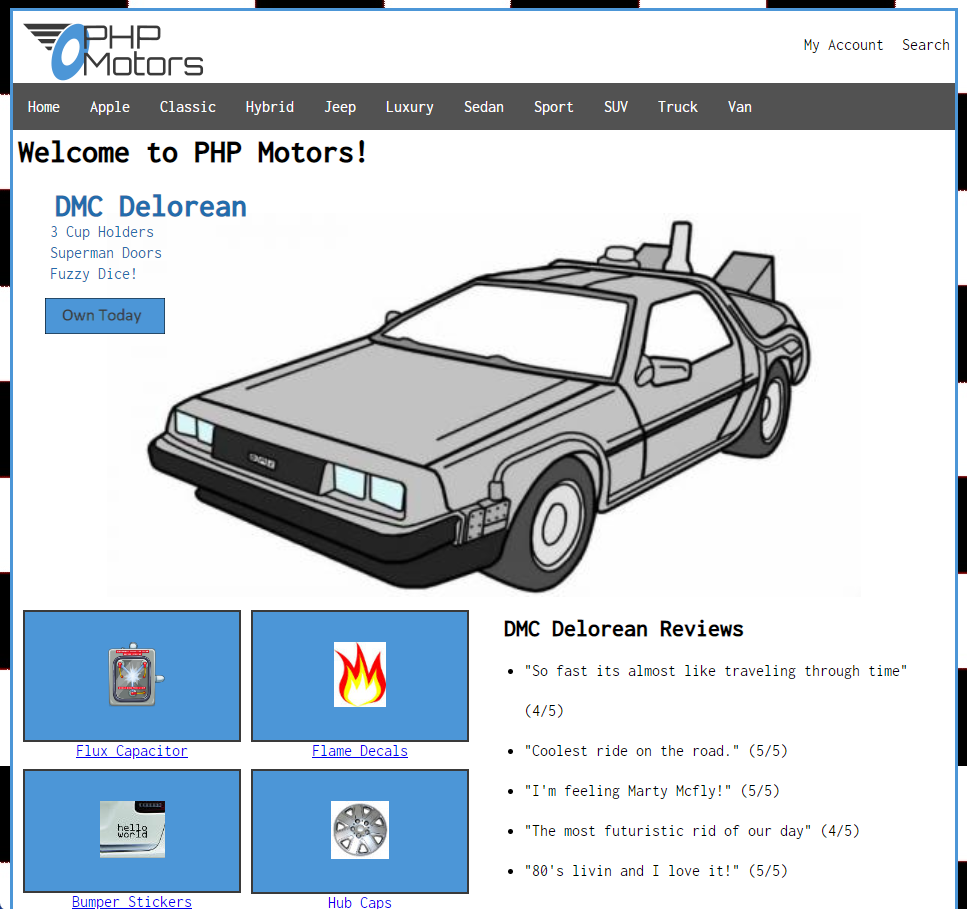 PHP
Motors
My Account Search
Home Apple Classic Hybrid Jeep Luxury Sedan Sport SUV Truck Van
Welcome to PHP Motors!
DMC Delorean
3 Cup Holders
Superman Doors
Fuzzy Dice!
Own Today
DMC Delorean Reviews
"So fast its almost like traveling through time"
(4/5)
"Coolest ride on the road." (5/5)
"I'm feeling Marty Mcfly!" (5/5)
"The most futuristic rid of our day" (4/5)
"80's livin and I love it!" (5/5)
Flux Capacitor
Flame Decals
hello
world
Bumper Stickers
Hub Caps